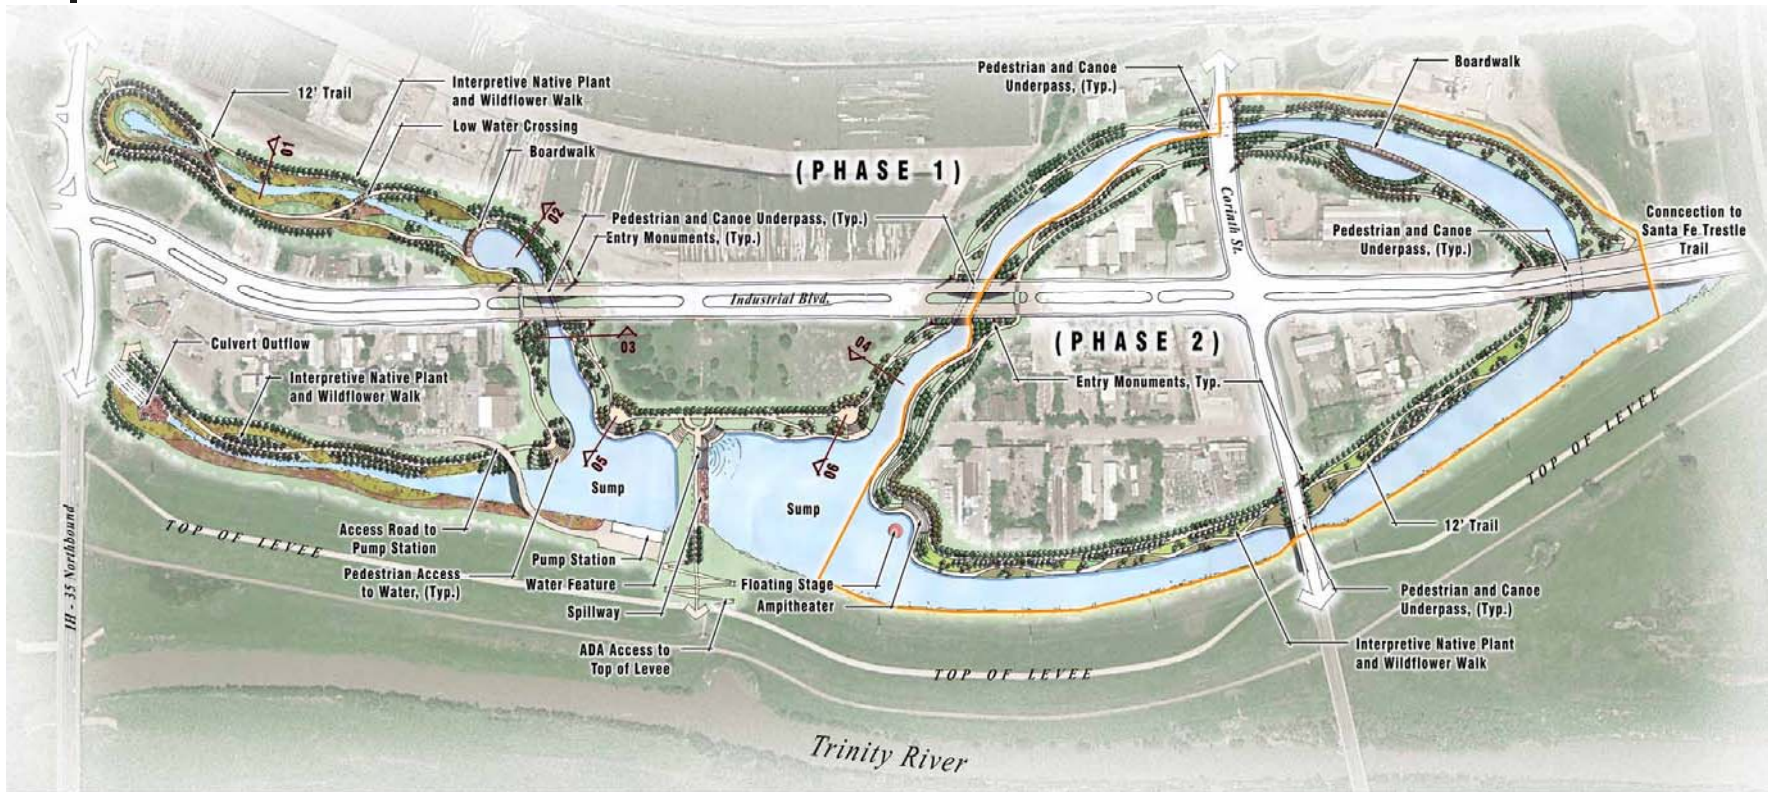 Pedestrian and Canoe
Underpass, (Typ.)
Boardwalk
12' Trail
Interpretive Native Plant
and Wildflower Walk
Low Water Crossing
Boardwalk
01
(PHASE 1)
02
Pedestrian and Canoe Underpass, (Typ.)
Entry Monuments, (Typ.)
Corinth St.
Pedestrian and Canoe
Underpass, (Typ.)
Conncection to
Santa Fe Trestle
Trail
Industrial Blvd.
Culvert Outflow
03
04
(PHASE 2)
Interpretive Native Plant
and Wildflower Walk
Entry Monuments, Typ.
05
06
Sump
Sump
TOP OF LEVEE
TOP OF LEVEE
IH - 35 Northbound
Access Road to
Pump Station
12' Trail
Pump Station
Pedestrian Access
to Water, (Typ.)
Water Feature
Floating Stage
Ampitheater
Spillway
Pedestrian and Canoe
Underpass, (Typ.)
ADA Access to
Top of Levee
Interpretive Native Plant
and Wildflower Walk
TOP OF LEVEE
Trinity River